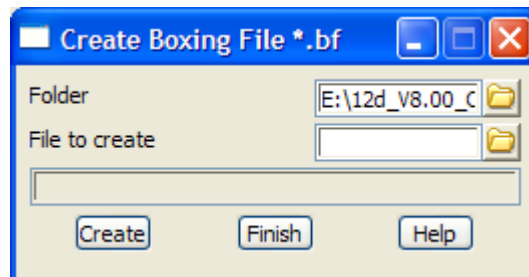 Create Boxing File *.bf
Folder E:\12d_V8.00_C
File to create
Create Finish Help